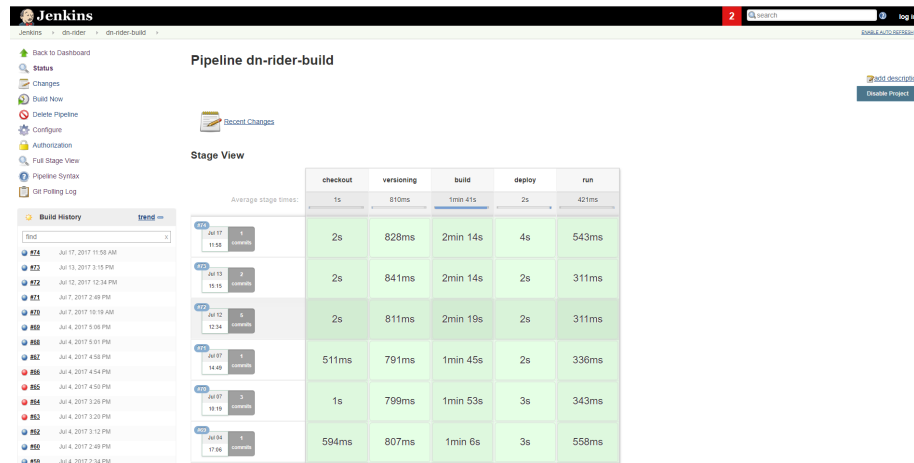 Jenkins
2
search
log in
Jenkins
dn-rider
dn-rider-build
ENABLE AUTO REFRESH
Back to Dashboard
Status
Changes
Build Now
Delete Pipeline
Configure
Authorization
Full Stage View
Pipeline Syntax
Git Polling Log
Pipeline dn-rider-build
add descriptio
Disable Project
Recent Changes
Stage View
checkout versioning build deploy run
Average stage times: 1s 810ms 1min 41s 2s 421ms
#74 Jul 17 11:58 1 commits 2s 828ms 2min 14s 4s 543ms
#73 Jul 13 15:15 2s 841ms 2min 14s 2s 311ms
#72 Jul 12 12:34 commits 2s 811ms 2min 19s 2s 311ms
#71 Jul 07 14:49 1 commits 511ms 791ms 1min 45s 2s 336ms
#70 Jul 07 10:19 3 commits 1s 799ms 1min 53s 3s 343ms
#69 Jul 04 17:06 1 commits 594ms 807ms 1min 6s 3s 558ms
Build History trend
find x
#74 Jul 17, 2017 11:58 AM
#73 Jul 13, 2017 3:15 PM
#72 Jul 12, 2017 12:34 PM
#71 Jul 7, 2017 2:49 PM
#70 Jul 7, 2017 10:19 AM
#69 Jul 4, 2017 5:06 PM
#68 Jul 4, 2017 5:01 PM
#67 Jul 4, 2017 4:58 PM
#66 Jul 4, 2017 4:54 PM
#65 Jul 4, 2017 4:50 PM
#64 Jul 4, 2017 3:26 PM
#63 Jul 4, 2017 3:20 PM
#62 Jul 4, 2017 3:12 PM
#60 Jul 4, 2017 2:49 PM
#59 Jul 4, 2017 2:34 PM